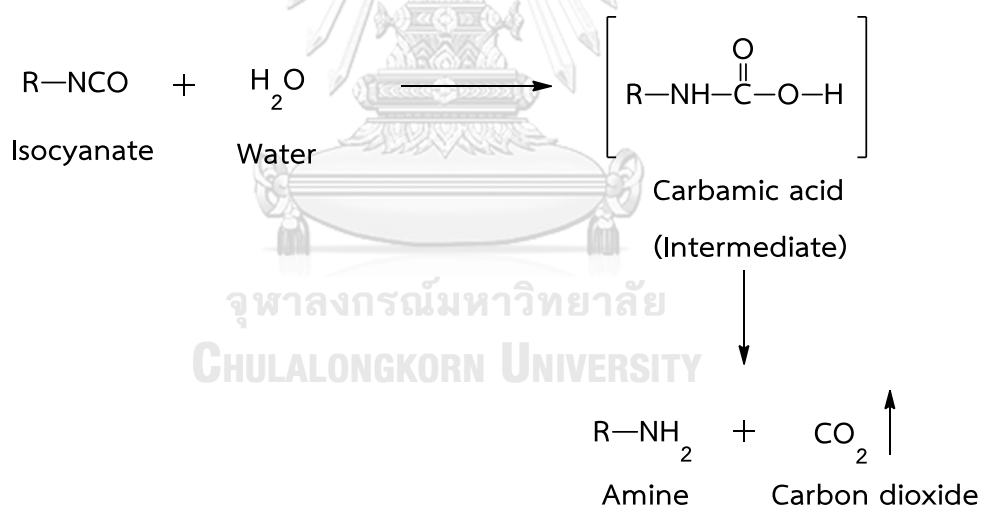 R—NCO + H2O → [R—NH—C(=O)—O—H]
Isocyanate Water
Carbamic acid
(Intermediate)
จุฬาลงกรณ์มหาวิทยาลัย
CHULALONGKORN UNIVERSITY
R—NH2 + CO2 ↑
Amine Carbon dioxide